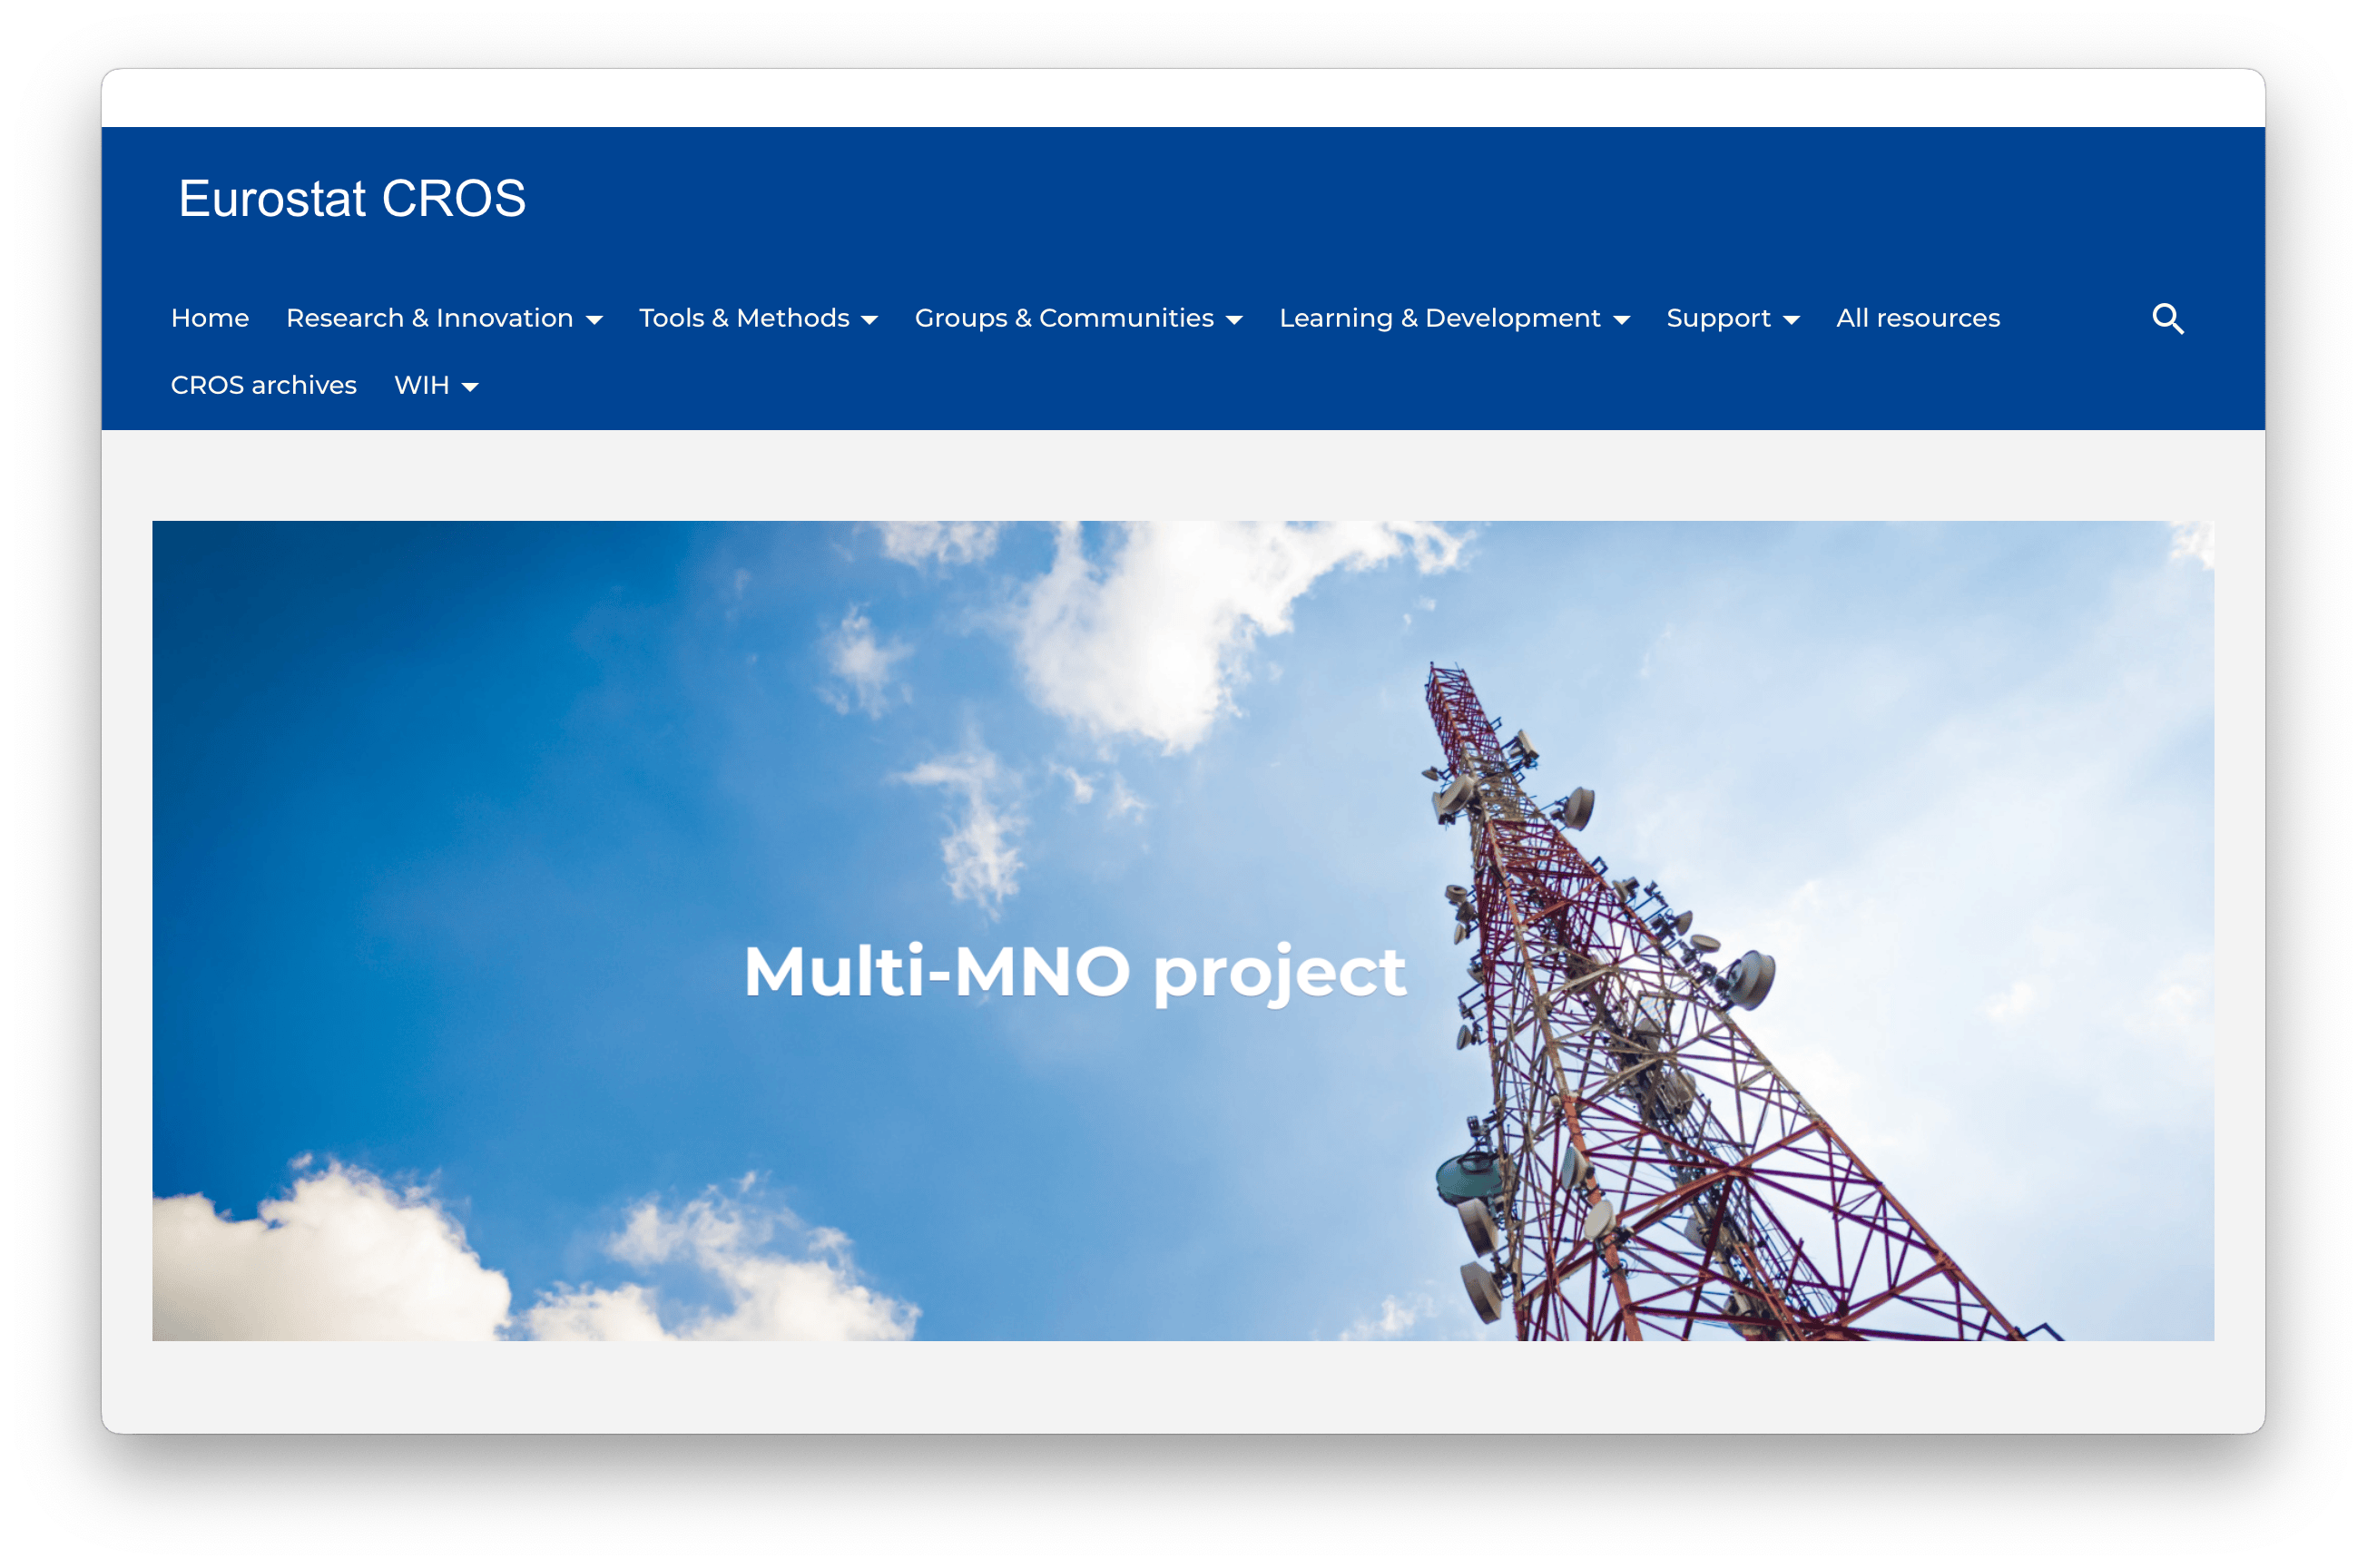 Eurostat CROS
Home Research & Innovation Tools & Methods Groups & Communities Learning & Development Support All resources
CROS archives WIH
Multi-MNO project